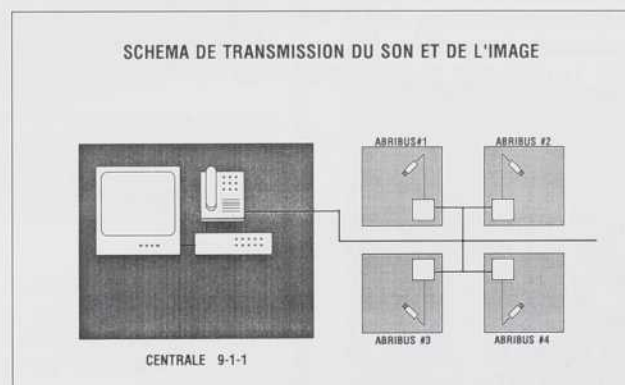 SCHEMA DE TRANSMISSION DU SON ET DE L'IMAGE
ABRIBUS#1
ABRIBUS #2
ABRIBUS #3
ABRIBUS #4
CENTRALE 9-1-1